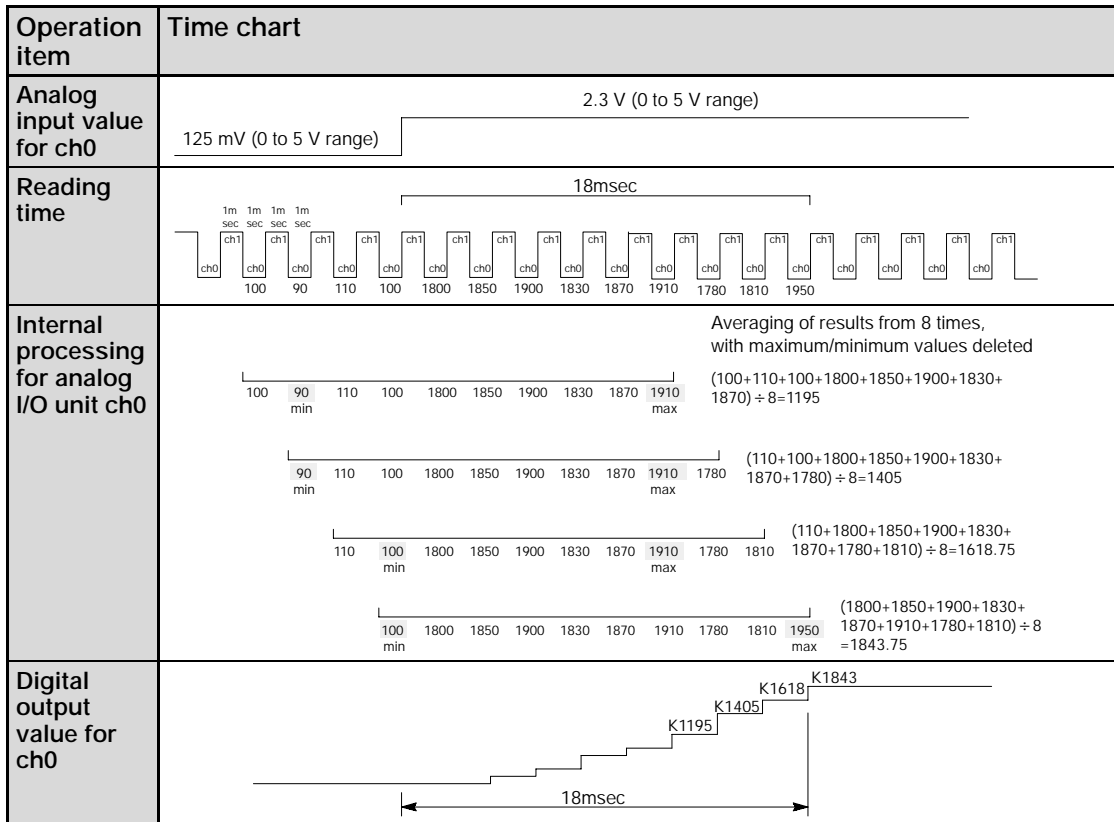 Operation item
Time chart
Analog input value for ch0
2.3 V (0 to 5 V range)
125 mV (0 to 5 V range)
Reading time
18msec
1m 1m 1m 1m
sec sec sec sec
ch1 ch1 ch1 ch1 ch1 ch1 ch1 ch1 ch1 ch1 ch1 ch1 ch1 ch1 ch1 ch1 ch1 ch1
ch0 ch0 ch0 ch0 ch0 ch0 ch0 ch0 ch0 ch0 ch0 ch0 ch0 ch0 ch0 ch0 ch0 ch0
100 90 110 100 1800 1850 1900 1830 1870 1910 1780 1810 1950
Internal processing for analog I/O unit ch0
Averaging of results from 8 times,
with maximum/minimum values deleted
100 90 110 100 1800 1850 1900 1830 1870 1910
min max
(100+110+100+1800+1850+1900+1830+
1870)÷8=1195
90 110 100 1800 1850 1900 1830 1870 1910 1780
min max
(110+100+1800+1850+1900+1830+
1870+1780)÷8=1405
110 100 1800 1850 1900 1830 1870 1910 1780 1810
min max
(110+1800+1850+1900+1830+
1870+1780+1810)÷8=1618.75
100 1800 1850 1900 1830 1870 1910 1780 1810 1950
min max
(1800+1850+1900+1830+
1870+1910+1780+1810)÷8
=1843.75
Digital output value for ch0
K1843
K1618
K1405
K1195
18msec